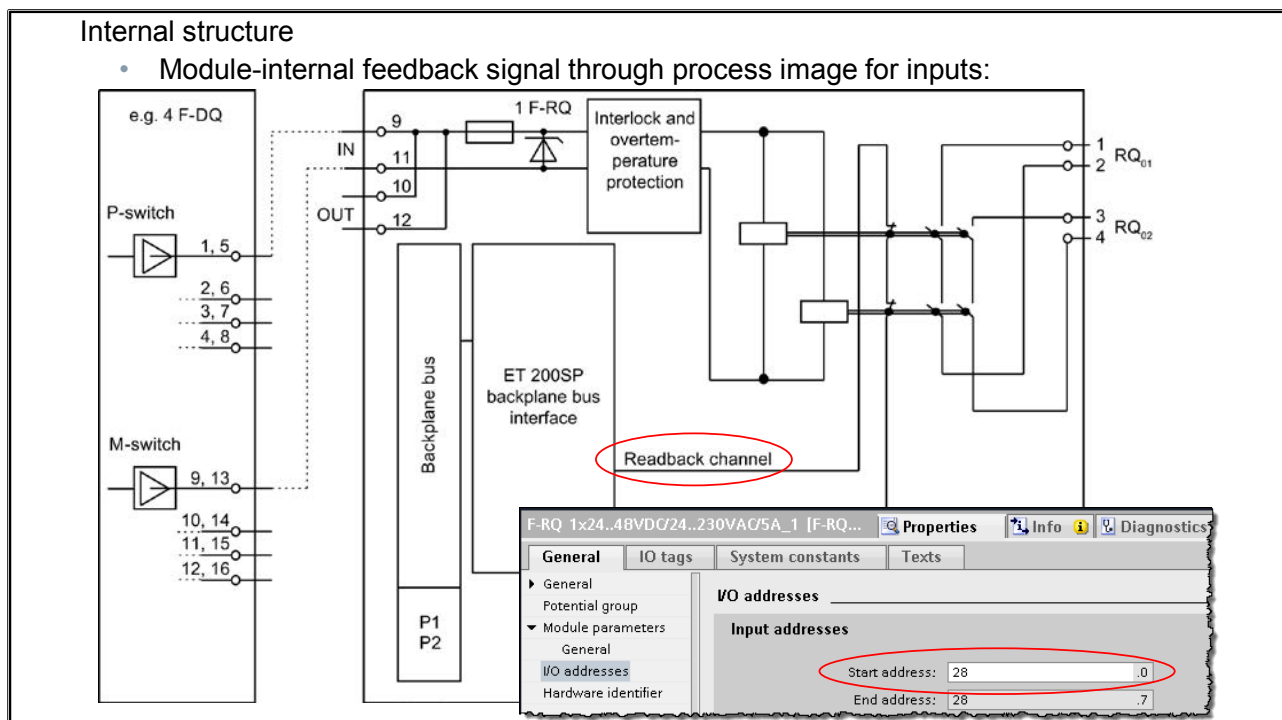 Internal structure
• Module-internal feedback signal through process image for inputs:
e.g. 4 F-DQ
P-switch
1, 5
2, 6
3, 7
4, 8
M-switch
9, 13
10, 14
11, 15
12, 16
IN
OUT
9
11
10
12
1 F-RQ
Interlock and
overtem-
perature
protection
1
2
RQ01
3
4
RQ02
Backplane bus
P1
P2
ET 200SP
backplane bus
interface
Readback channel
F-RQ 1x24..48VDC/24..230VAC/5A_1 [F-RQ...
Properties
Info
Diagnostics
General
IO tags
System constants
Texts
General
Potential group
Module parameters
General
I/O addresses
Hardware identifier
I/O addresses
Input addresses
Start address: 28 .0
End address: 28 .7